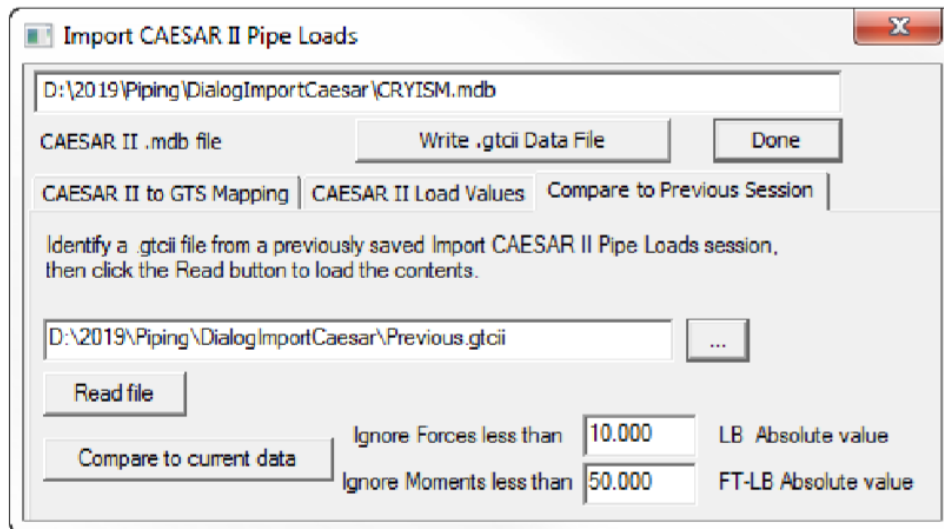 Import CAESAR II Pipe Loads
D:\2019\Piping\DialogImportCaesar\CRYISM.mdb
CAESAR II .mdb file Write .gtcii Data File Done
CAESAR II to GTS Mapping CAESAR II Load Values Compare to Previous Session
Identify a .gtcii file from a previously saved Import CAESAR II Pipe Loads session,
then click the Read button to load the contents.
D:\2019\Piping\DialogImportCaesar\Previous.gtcii ...
Read file
Ignore Forces less than 10.000 LB Absolute value
Compare to current data
Ignore Moments less than 50.000 FT-LB Absolute value